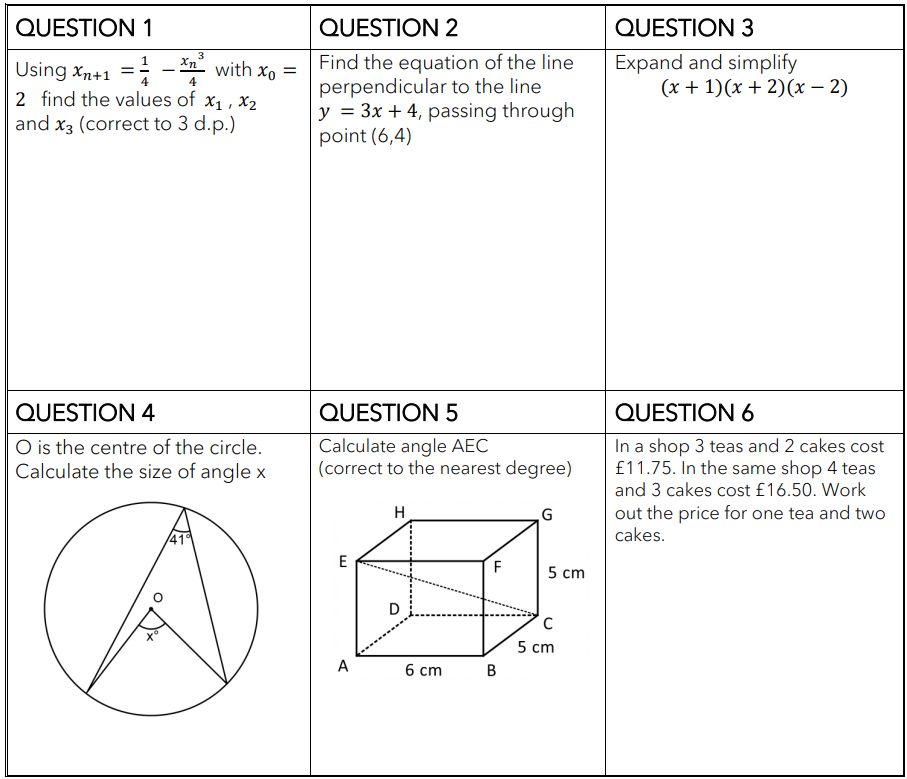 QUESTION 1
Using xₙ₊₁ = 1/4 − xₙ³/4 with x₀ =
2 find the values of x₁ , x₂
and x₃ (correct to 3 d.p.)
QUESTION 2
Find the equation of the line
perpendicular to the line
y = 3x + 4, passing through
point (6,4)
QUESTION 3
Expand and simplify
(x + 1)(x + 2)(x − 2)
QUESTION 4
O is the centre of the circle.
Calculate the size of angle x
41°
O
x°
QUESTION 5
Calculate angle AEC
(correct to the nearest degree)
H
G
E
F
5 cm
D
C
5 cm
A
6 cm
B
QUESTION 6
In a shop 3 teas and 2 cakes cost
£11.75. In the same shop 4 teas
and 3 cakes cost £16.50. Work
out the price for one tea and two
cakes.